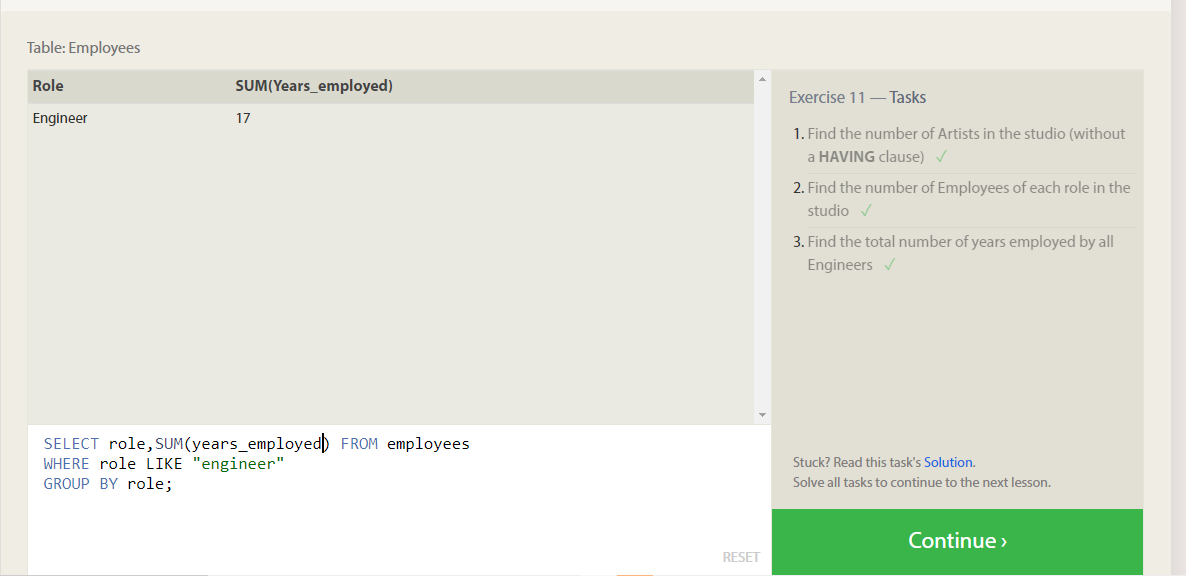 Table: Employees
Role SUM(Years_employed)
Engineer 17
SELECT role,SUM(years_employed) FROM employees
WHERE role LIKE "engineer"
GROUP BY role;
RESET
Exercise 11 — Tasks
1. Find the number of Artists in the studio (without
a HAVING clause) ✓
2. Find the number of Employees of each role in the
studio ✓
3. Find the total number of years employed by all
Engineers ✓
Stuck? Read this task's Solution.
Solve all tasks to continue to the next lesson.
Continue ›